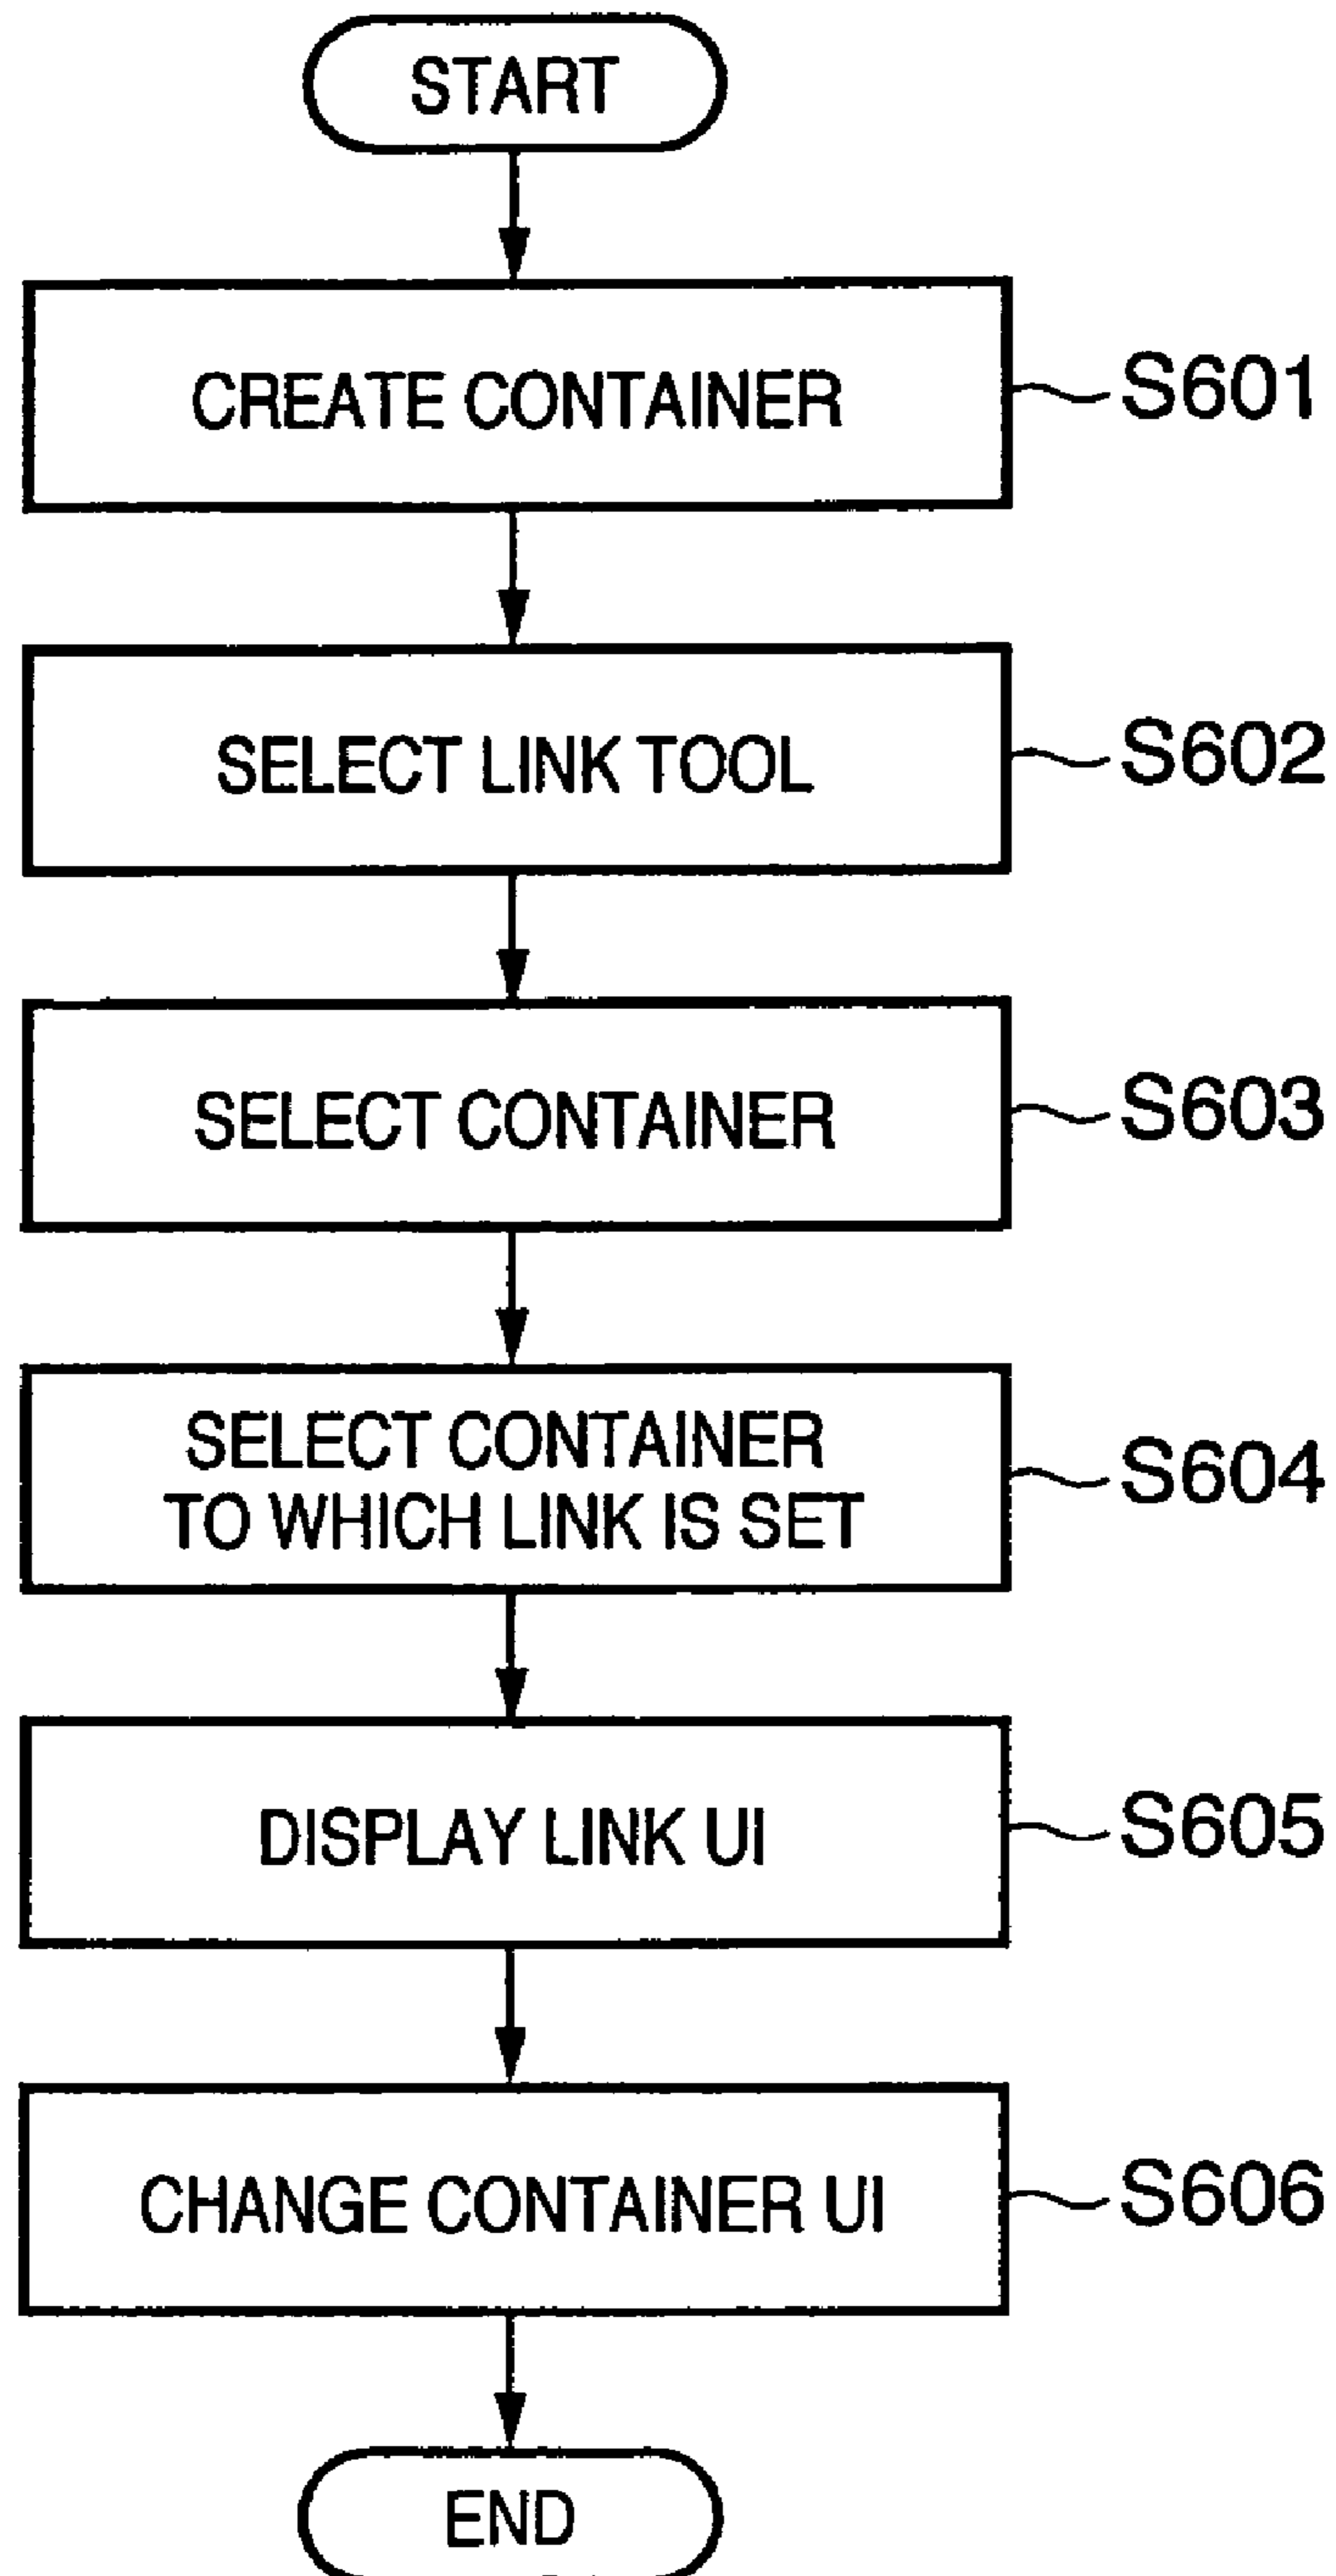 START
CREATE CONTAINER
S601
SELECT LINK TOOL
S602
SELECT CONTAINER
S603
SELECT CONTAINER
TO WHICH LINK IS SET
S604
DISPLAY LINK UI
S605
CHANGE CONTAINER UI
S606
END